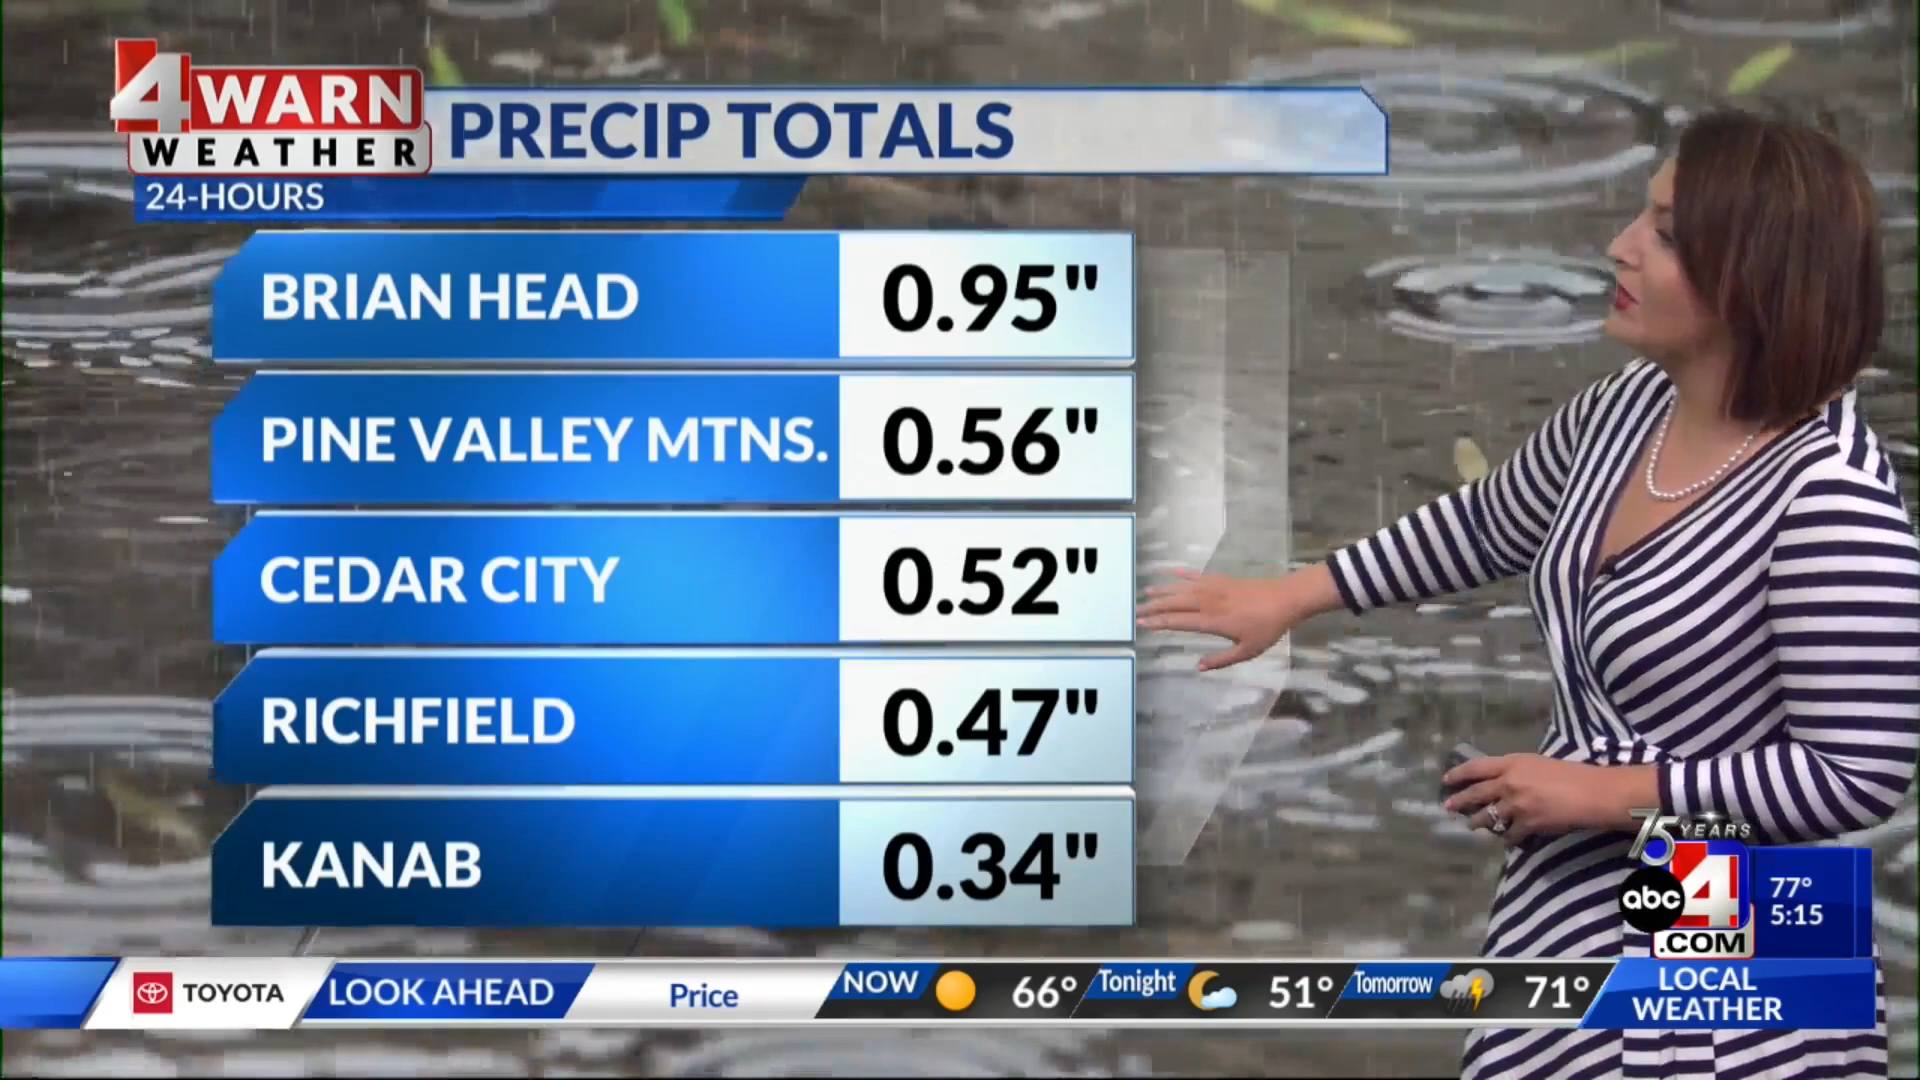 4 WARN
WEATHER
PRECIP TOTALS
24-HOURS
BRIAN HEAD 0.95"
PINE VALLEY MTNS. 0.56"
CEDAR CITY 0.52"
RICHFIELD 0.47"
KANAB 0.34"
75 YEARS
abc 4
.COM
77°
5:15
TOYOTA LOOK AHEAD Price NOW 66° Tonight 51° Tomorrow 71°
LOCAL
WEATHER